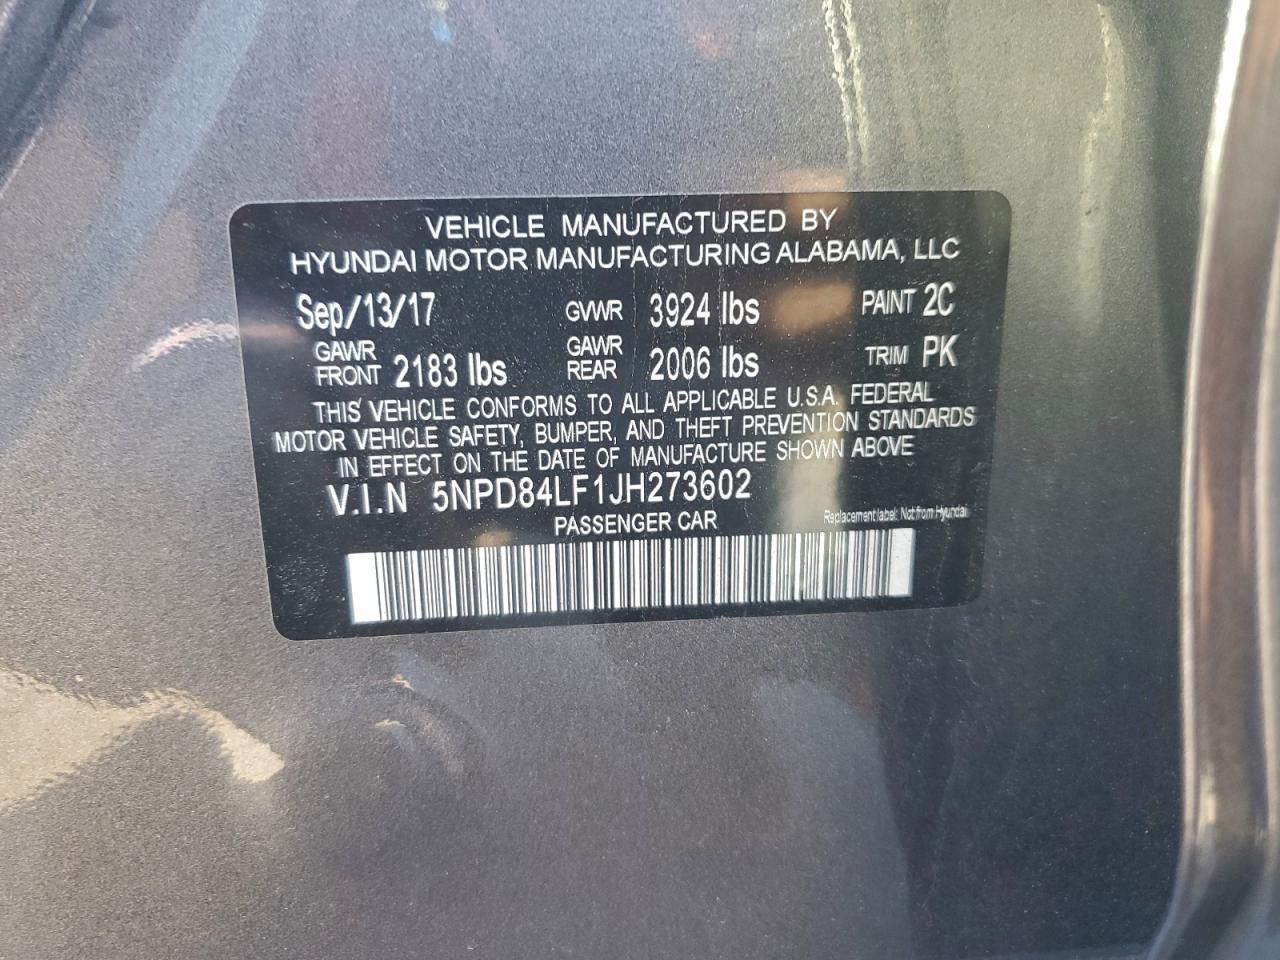 VEHICLE MANUFACTURED BY
HYUNDAI MOTOR MANUFACTURING ALABAMA, LLC
Sep/13/17 GVWR 3924 lbs PAINT 2C
GAWR FRONT 2183 lbs GAWR REAR 2006 lbs TRIM PK
THIS VEHICLE CONFORMS TO ALL APPLICABLE U.S.A. FEDERAL
MOTOR VEHICLE SAFETY, BUMPER, AND THEFT PREVENTION STANDARDS
IN EFFECT ON THE DATE OF MANUFACTURE SHOWN ABOVE
V.I.N 5NPD84LF1JH273602
PASSENGER CAR
Replacement label: Not from Hyundai